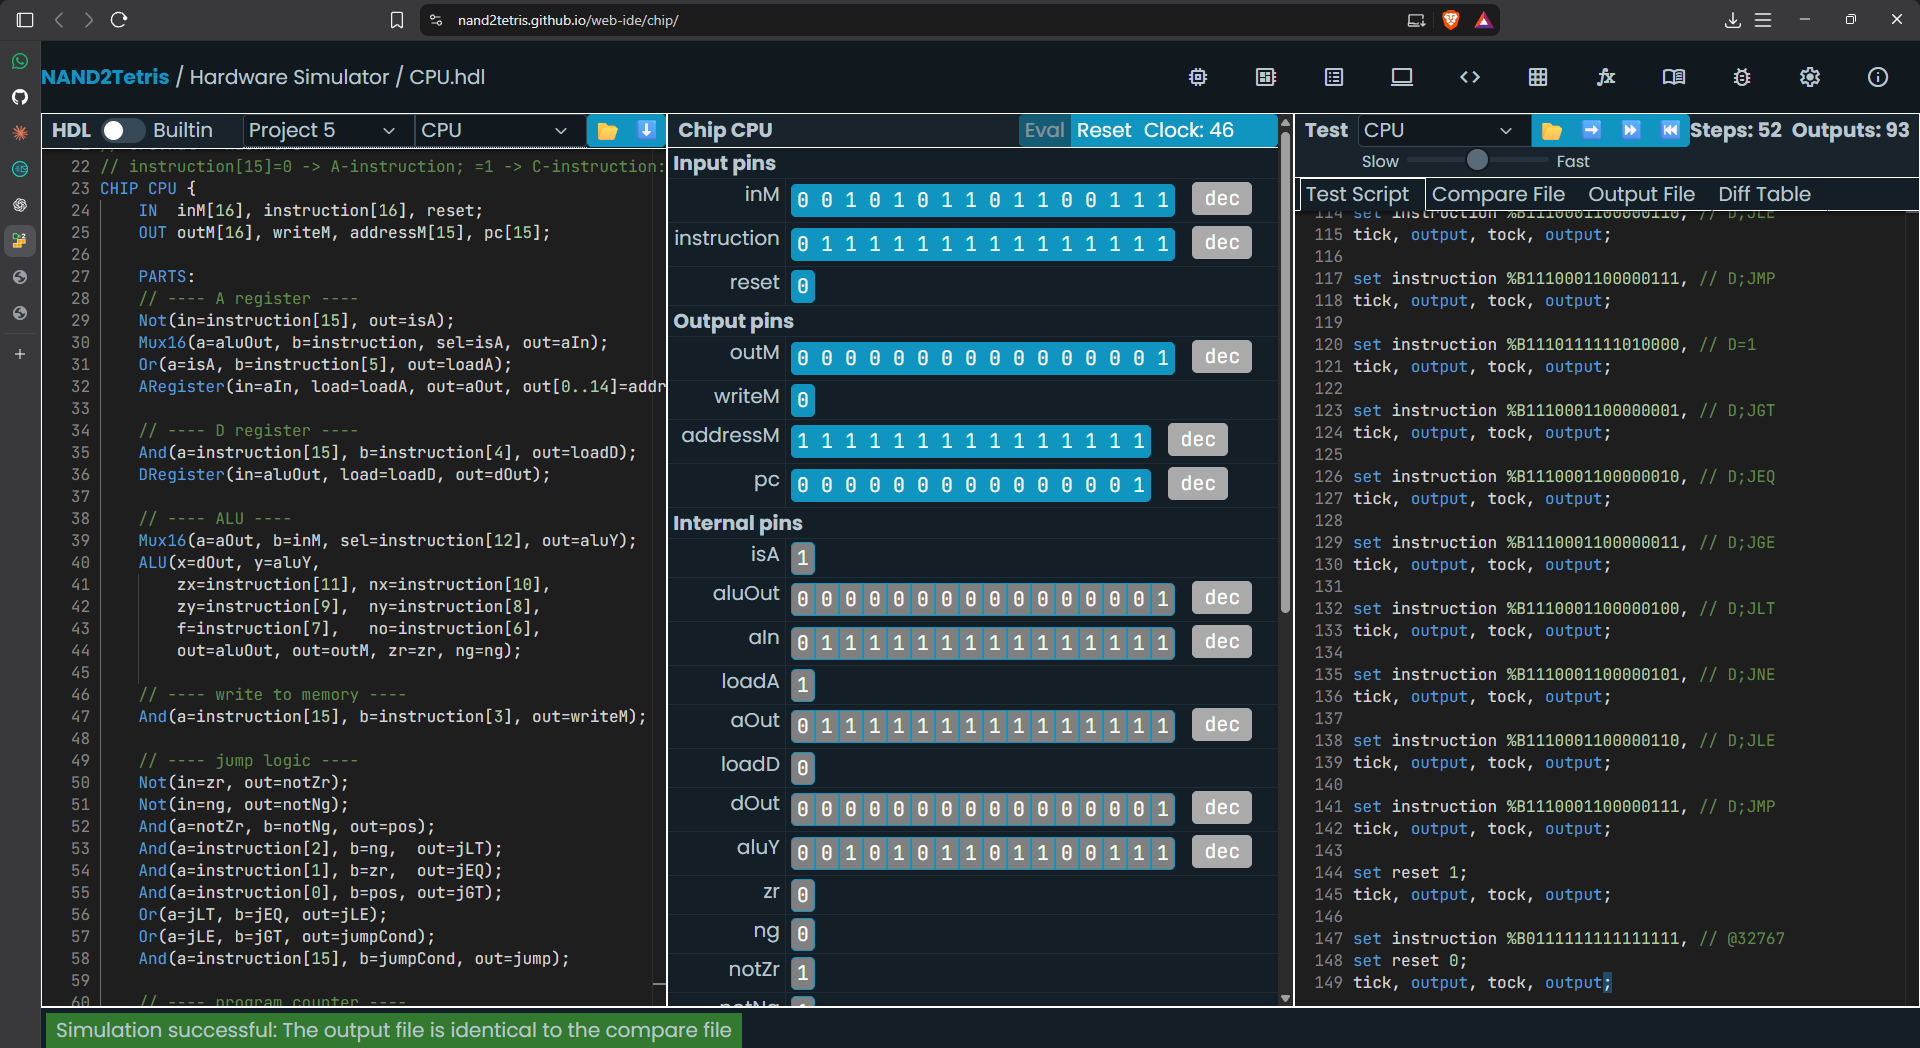 nand2tetris.github.io/web-ide/chip/
NAND2Tetris / Hardware Simulator / CPU.hdl
HDL Builtin Project 5 CPU
22 // instruction[15]=0 -> A-instruction; =1 -> C-instruction:
23 CHIP CPU {
24 IN inM[16], instruction[16], reset;
25 OUT outM[16], writeM, addressM[15], pc[15];
26
27 PARTS:
28 // ---- A register ----
29 Not(in=instruction[15], out=isA);
30 Mux16(a=aluOut, b=instruction, sel=isA, out=aIn);
31 Or(a=isA, b=instruction[5], out=loadA);
32 ARegister(in=aIn, load=loadA, out=aOut, out[0..14]=addr
33
34 // ---- D register ----
35 And(a=instruction[15], b=instruction[4], out=loadD);
36 DRegister(in=aluOut, load=loadD, out=dOut);
37
38 // ---- ALU ----
39 Mux16(a=aOut, b=inM, sel=instruction[12], out=aluY);
40 ALU(x=dOut, y=aluY,
41 zx=instruction[11], nx=instruction[10],
42 zy=instruction[9], ny=instruction[8],
43 f=instruction[7], no=instruction[6],
44 out=aluOut, out=outM, zr=zr, ng=ng);
45
46 // ---- write to memory ----
47 And(a=instruction[15], b=instruction[3], out=writeM);
48
49 // ---- jump logic ----
50 Not(in=zr, out=notZr);
51 Not(in=ng, out=notNg);
52 And(a=notZr, b=notNg, out=pos);
53 And(a=instruction[2], b=ng, out=jLT);
54 And(a=instruction[1], b=zr, out=jEQ);
55 And(a=instruction[0], b=pos, out=jGT);
56 Or(a=jLT, b=jEQ, out=jLE);
57 Or(a=jLE, b=jGT, out=jumpCond);
58 And(a=instruction[15], b=jumpCond, out=jump);
59
60 // ---- program counter ----
Chip CPU Eval Reset Clock: 46
Input pins
inM 0 0 1 0 1 0 1 1 0 1 1 0 0 1 1 1 dec
instruction 0 1 1 1 1 1 1 1 1 1 1 1 1 1 1 1 dec
reset 0
Output pins
outM 0 0 0 0 0 0 0 0 0 0 0 0 0 0 0 1 dec
writeM 0
addressM 1 1 1 1 1 1 1 1 1 1 1 1 1 1 1 dec
pc 0 0 0 0 0 0 0 0 0 0 0 0 0 0 1 dec
Internal pins
isA 1
aluOut 0 0 0 0 0 0 0 0 0 0 0 0 0 0 0 1 dec
aIn 0 1 1 1 1 1 1 1 1 1 1 1 1 1 1 1 dec
loadA 1
aOut 0 1 1 1 1 1 1 1 1 1 1 1 1 1 1 1 dec
loadD 0
dOut 0 0 0 0 0 0 0 0 0 0 0 0 0 0 0 1 dec
aluY 0 0 1 0 1 0 1 1 0 1 1 0 0 1 1 1 dec
zr 0
ng 0
notZr 1
notNg 1
Test CPU Steps: 52 Outputs: 93
Slow Fast
Test Script Compare File Output File Diff Table
114 set instruction %B1110001100000110, // D;JLE
115 tick, output, tock, output;
116
117 set instruction %B1110001100000111, // D;JMP
118 tick, output, tock, output;
119
120 set instruction %B1110111111010000, // D=1
121 tick, output, tock, output;
122
123 set instruction %B1110001100000001, // D;JGT
124 tick, output, tock, output;
125
126 set instruction %B1110001100000010, // D;JEQ
127 tick, output, tock, output;
128
129 set instruction %B1110001100000011, // D;JGE
130 tick, output, tock, output;
131
132 set instruction %B1110001100000100, // D;JLT
133 tick, output, tock, output;
134
135 set instruction %B1110001100000101, // D;JNE
136 tick, output, tock, output;
137
138 set instruction %B1110001100000110, // D;JLE
139 tick, output, tock, output;
140
141 set instruction %B1110001100000111, // D;JMP
142 tick, output, tock, output;
143
144 set reset 1;
145 tick, output, tock, output;
146
147 set instruction %B0111111111111111, // @32767
148 set reset 0;
149 tick, output, tock, output;
Simulation successful: The output file is identical to the compare file